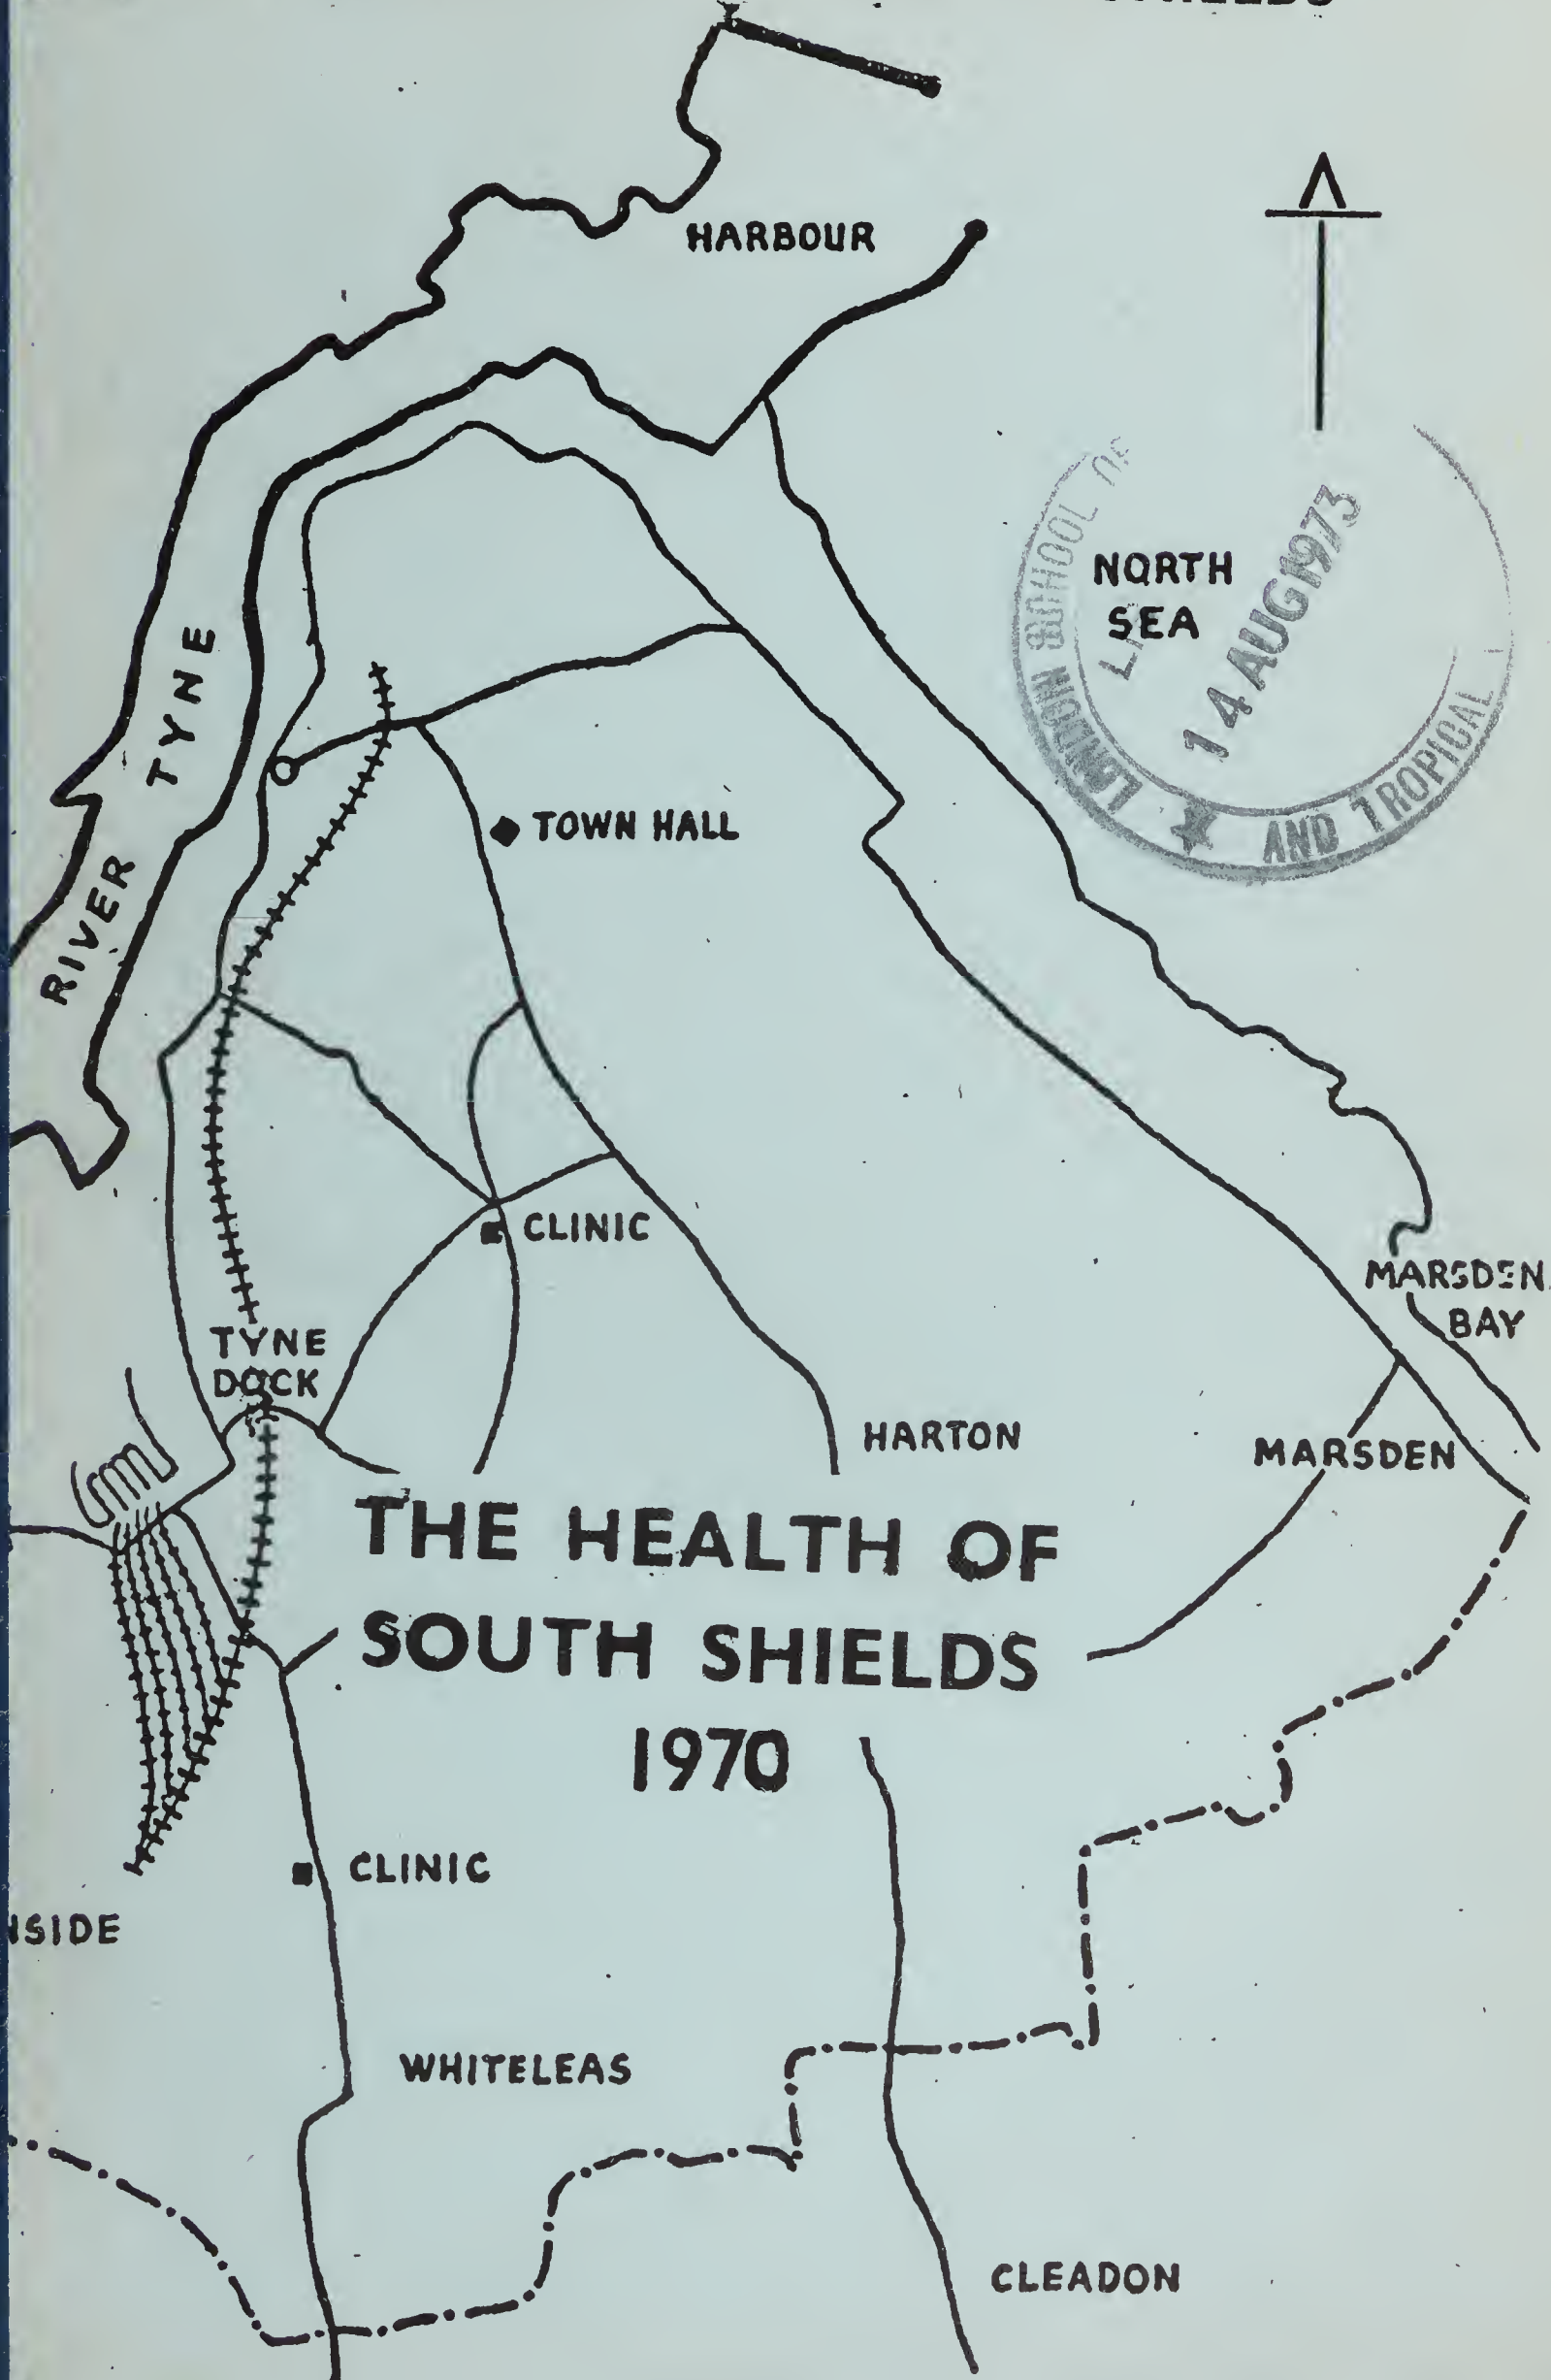 HARBOUR
NORTH
SEA
LONDON SCHOOL OF
AND TROPICAL
14 AUG 1973
RIVER TYNE
TOWN HALL
CLINIC
MARSDEN
BAY
TYNE
DOCK
HARTON
MARSDEN
THE HEALTH OF
SOUTH SHIELDS
1970
CLINIC
WHITELEAS
CLEADON